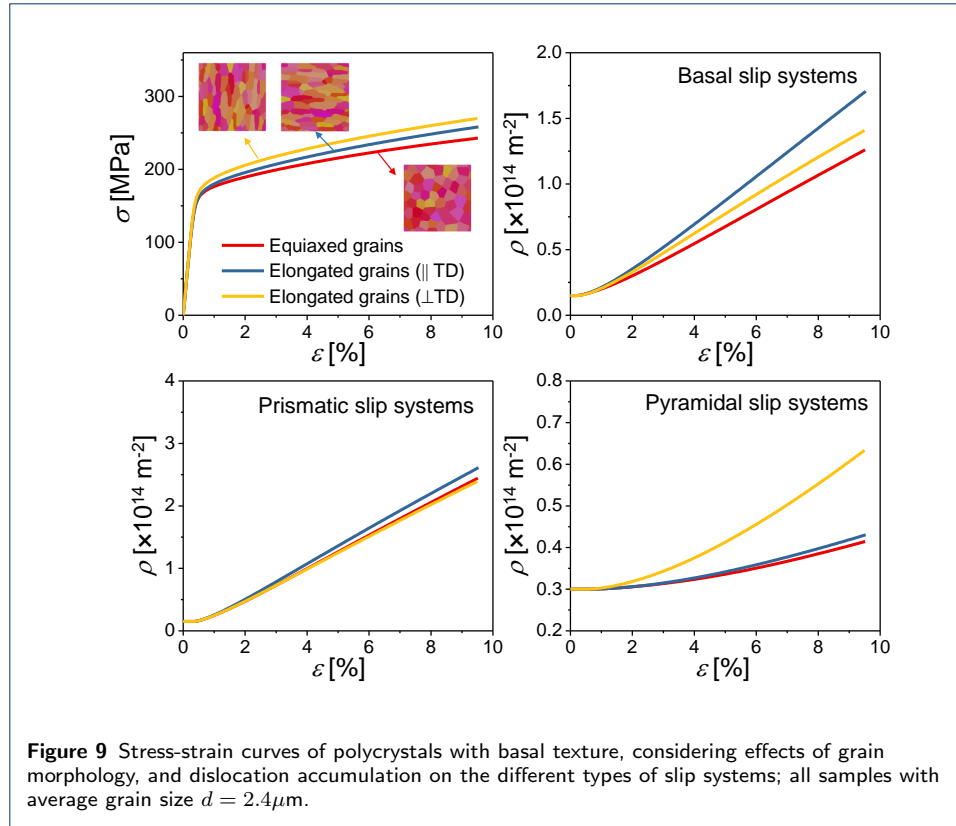 300
200
100
0
σ [MPa]
0 2 4 6 8 10
ε [%]
Equiaxed grains
Elongated grains (∥ TD)
Elongated grains (⊥TD)
2.0
1.5
1.0
0.5
0.0
ρ [×10¹⁴ m⁻²]
Basal slip systems
0 2 4 6 8 10
ε [%]
4
3
2
1
0
ρ [×10¹⁴ m⁻²]
Prismatic slip systems
0 2 4 6 8 10
ε [%]
0.8
0.7
0.6
0.5
0.4
0.3
0.2
ρ [×10¹⁴ m⁻²]
Pyramidal slip systems
0 2 4 6 8 10
ε [%]
Figure 9 Stress-strain curves of polycrystals with basal texture, considering effects of grain
morphology, and dislocation accumulation on the different types of slip systems; all samples with
average grain size d = 2.4μm.